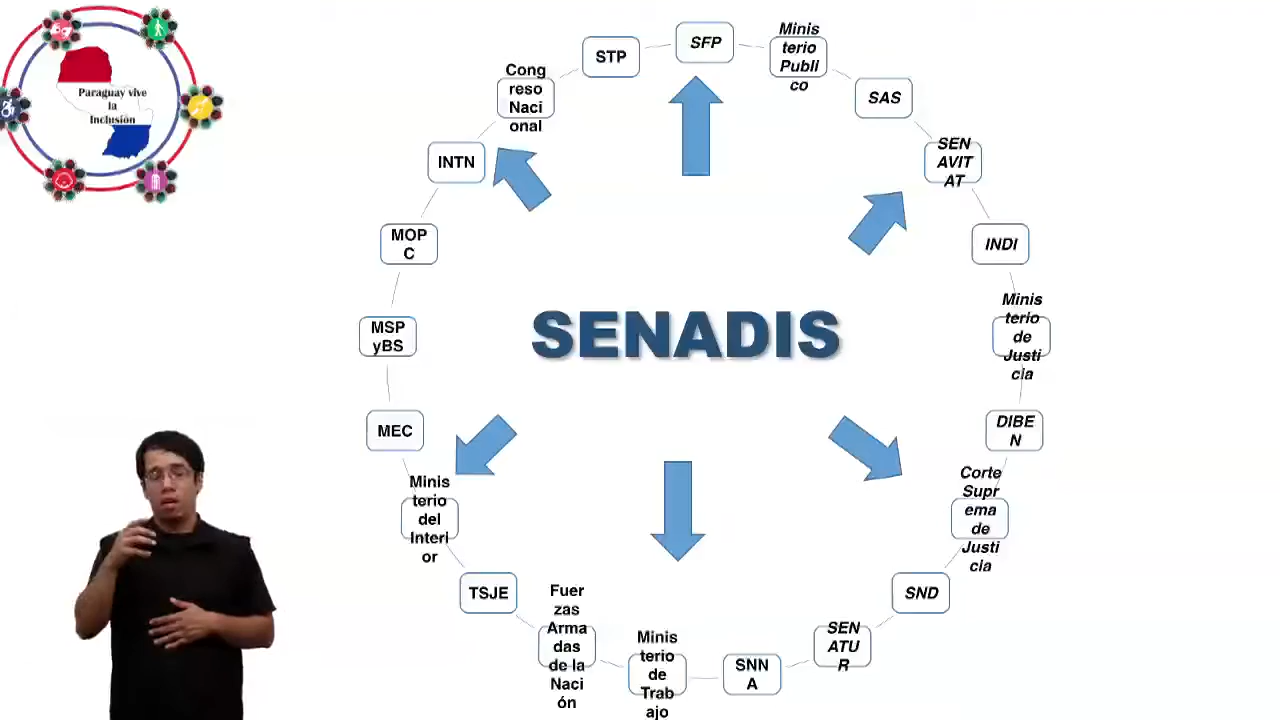 Paraguay vive
la
Inclusión
SFP
Minis
terio
Publi
co
SAS
SEN
AVIT
AT
INDI
Minis
terio
de
Justi
cia
DIBE
N
Corte
Supr
ema
de
Justi
cia
SND
SEN
ATU
R
SNN
A
Minis
terio
de
Trab
ajo
Fuer
zas
Arma
das
de la
Naci
ón
TSJE
Minis
terio
del
Interi
or
MEC
MSP
yBS
MOP
C
INTN
Cong
reso
Naci
onal
STP
SENADIS